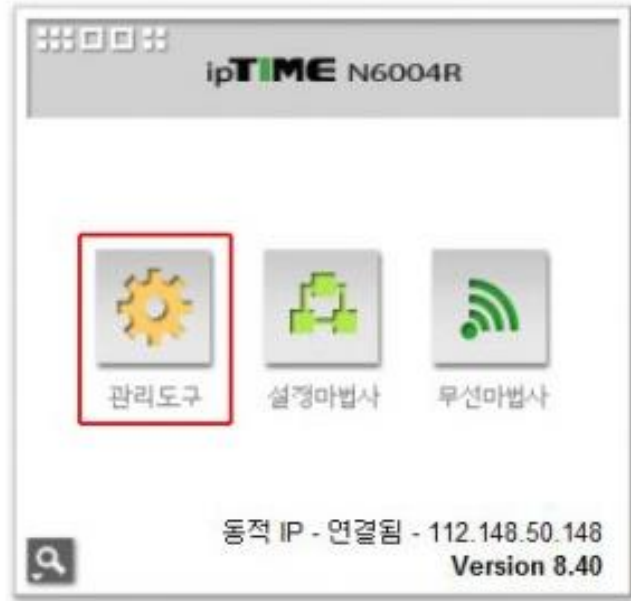 ipTIME N6004R
관리도구
설정마법사
무선마법사
동적 IP - 연결됨 - 112.148.50.148
Version 8.40